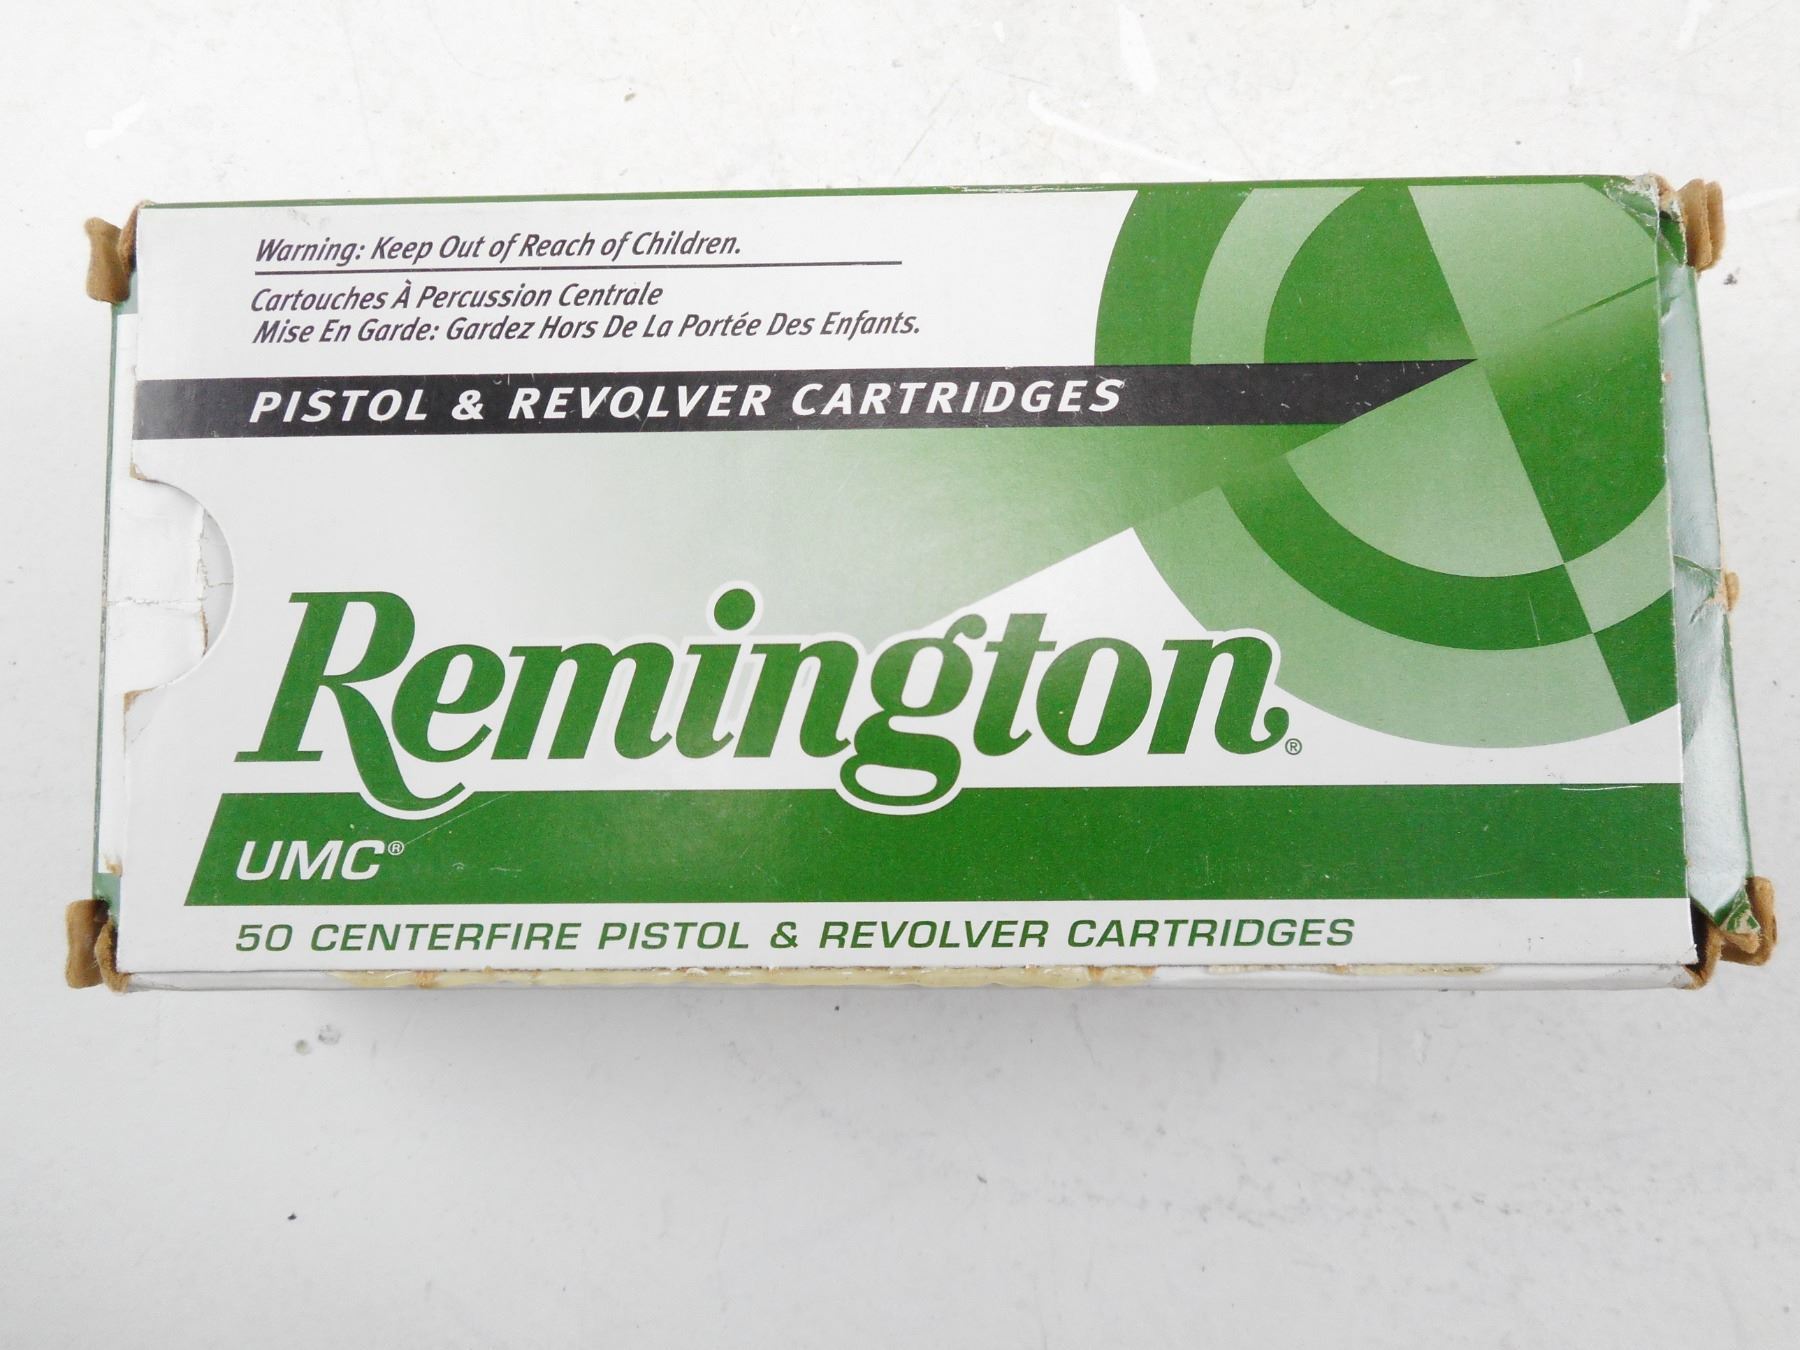 Warning: Keep Out of Reach of Children.
Cartouches À Percussion Centrale
Mise En Garde: Gardez Hors De La Portée Des Enfants.
PISTOL & REVOLVER CARTRIDGES
Remington®
UMC®
50 CENTERFIRE PISTOL & REVOLVER CARTRIDGES